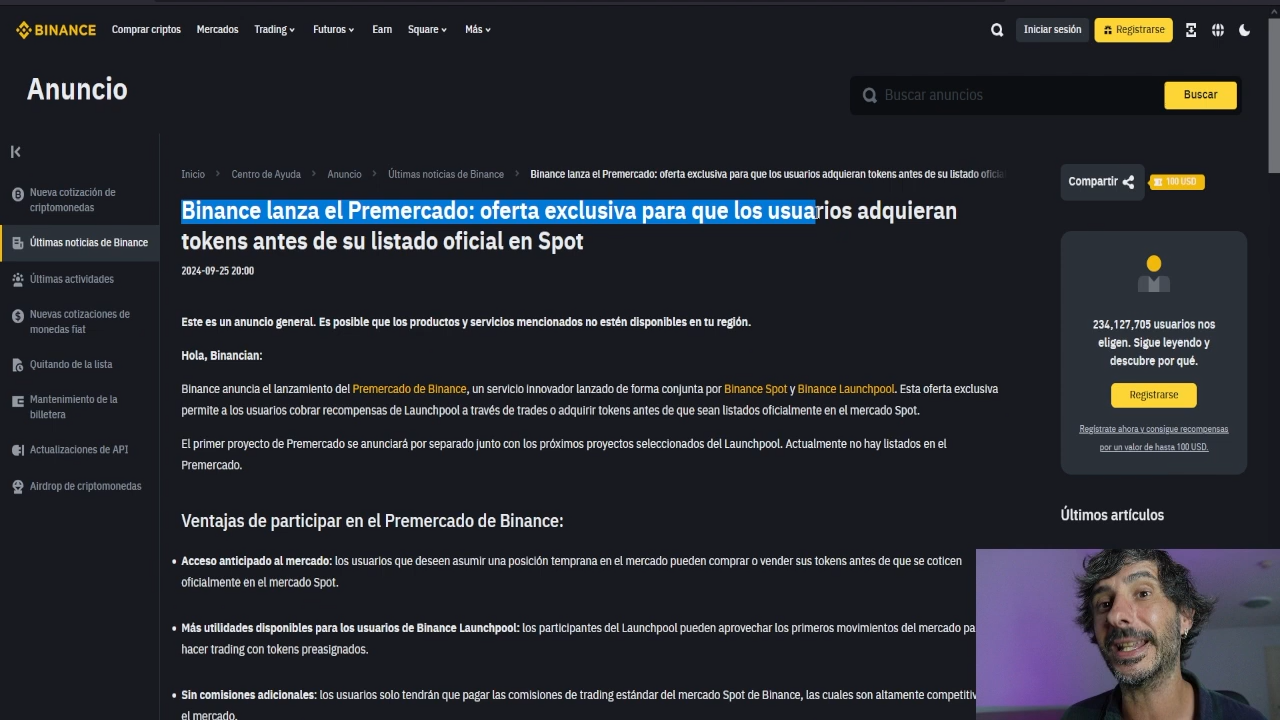 BINANCE
Comprar criptos
Mercados
Trading
Futuros
Earn
Square
Más
Iniciar sesión
Registrarse
Anuncio
Buscar anuncios
Buscar
Nueva cotización de
criptomonedas
Últimas noticias de Binance
Últimas actividades
Nuevas cotizaciones de
monedas fiat
Quitando de la lista
Mantenimiento de la
billetera
Actualizaciones de API
Airdrop de criptomonedas
Inicio > Centro de Ayuda > Anuncio > Últimas noticias de Binance > Binance lanza el Premercado: oferta exclusiva para que los usuarios adquieran tokens antes de su listado oficia
Binance lanza el Premercado: oferta exclusiva para que los usuarios adquieran
tokens antes de su listado oficial en Spot
2024-09-25 20:00
Este es un anuncio general. Es posible que los productos y servicios mencionados no estén disponibles en tu región.
Hola, Binancian:
Binance anuncia el lanzamiento del Premercado de Binance, un servicio innovador lanzado de forma conjunta por Binance Spot y Binance Launchpool. Esta oferta exclusiva
permite a los usuarios cobrar recompensas de Launchpool a través de trades o adquirir tokens antes de que sean listados oficialmente en el mercado Spot.
El primer proyecto de Premercado se anunciará por separado junto con los próximos proyectos seleccionados del Launchpool. Actualmente no hay listados en el
Premercado.
Ventajas de participar en el Premercado de Binance:
• Acceso anticipado al mercado: los usuarios que deseen asumir una posición temprana en el mercado pueden comprar o vender sus tokens antes de que se coticen
oficialmente en el mercado Spot.
• Más utilidades disponibles para los usuarios de Binance Launchpool: los participantes del Launchpool pueden aprovechar los primeros movimientos del mercado pa
hacer trading con tokens preasignados.
• Sin comisiones adicionales: los usuarios solo tendrán que pagar las comisiones de trading estándar del mercado Spot de Binance, las cuales son altamente competitiv
el mercado.
Compartir
100 USD
234,127,705 usuarios nos
eligen. Sigue leyendo y
descubre por qué.
Registrarse
Regístrate ahora y consigue recompensas
por un valor de hasta 100 USD.
Últimos artículos